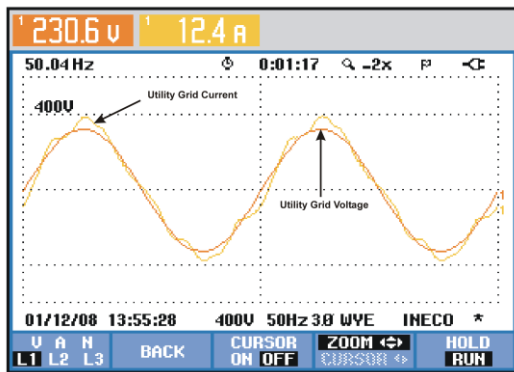 1 230.6 V 1 12.4 A
50.04 Hz 0:01:17 -2x
400V
Utility Grid Current
Utility Grid Voltage
1
1
01/12/08 13:55:28 400V 50Hz 3Ø WYE INECO *
V A N
L1 L2 L3
BACK
CURSOR
ON OFF
ZOOM
CURSOR
HOLD
RUN